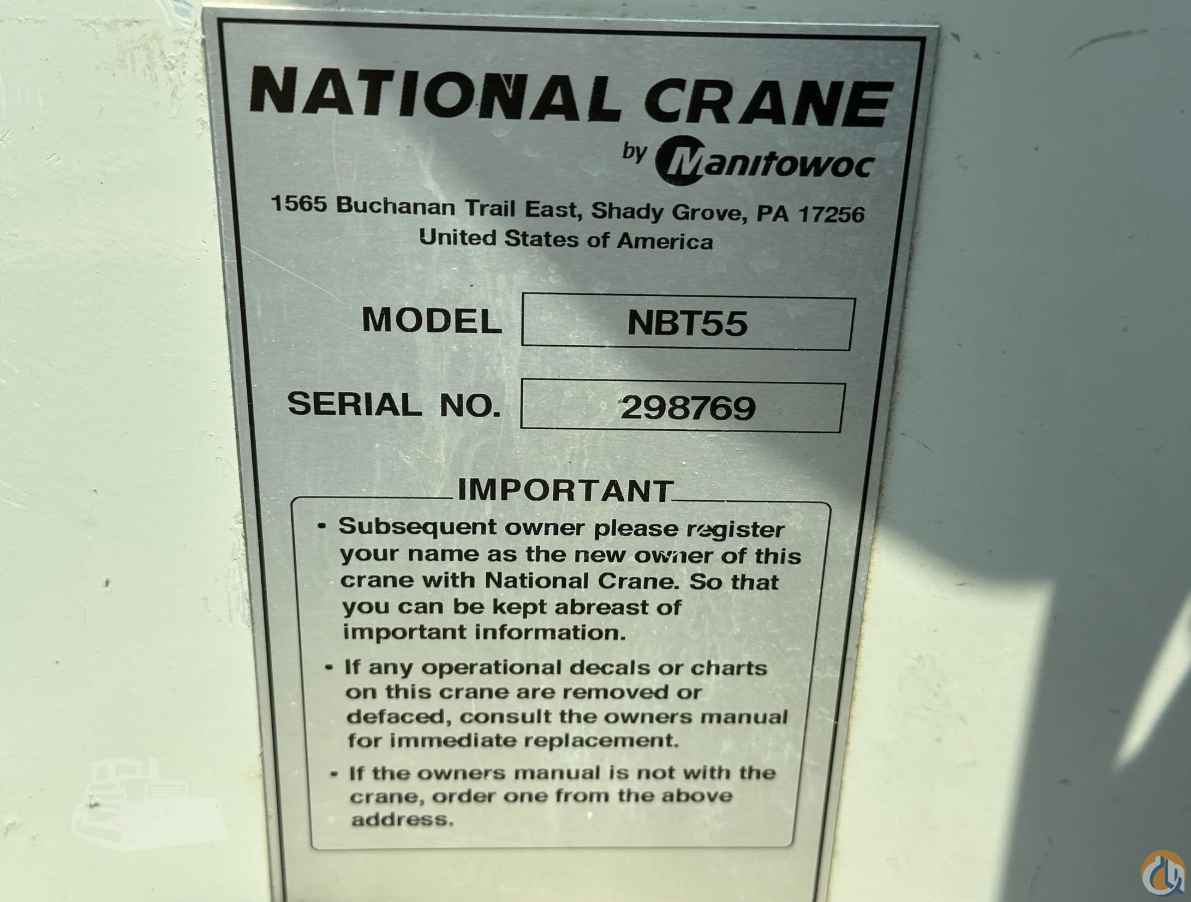 NATIONAL CRANE
by Manitowoc
1565 Buchanan Trail East, Shady Grove, PA 17256
United States of America
MODEL NBT55
SERIAL NO. 298769
IMPORTANT
• Subsequent owner please register
your name as the new owner of this
crane with National Crane. So that
you can be kept abreast of
important information.
• If any operational decals or charts
on this crane are removed or
defaced, consult the owners manual
for immediate replacement.
• If the owners manual is not with the
crane, order one from the above
address.